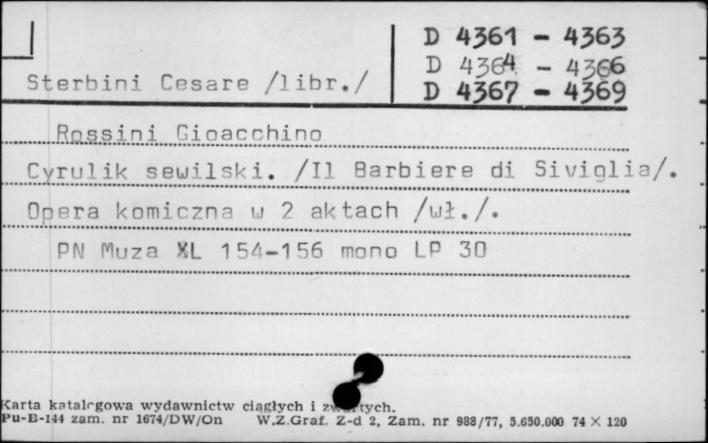 D 4361 - 4363
D 4364 - 4366
Sterbini Cesare /libr./
D 4367 - 4369
Rossini Gioacchino
Cyrulik sewilski. /Il Barbiere di Siviglia/.
Opera komiczna w 2 aktach /wł./.
PN Muza XL 154-156 mono LP 30
Karta katalogowa wydawnictw ciągłych i zwartych.
Pu-B-144 zam. nr 1674/DW/On W.Z.Graf. Z-d 2, Zam. nr 988/77, 5.650.000 74 × 120